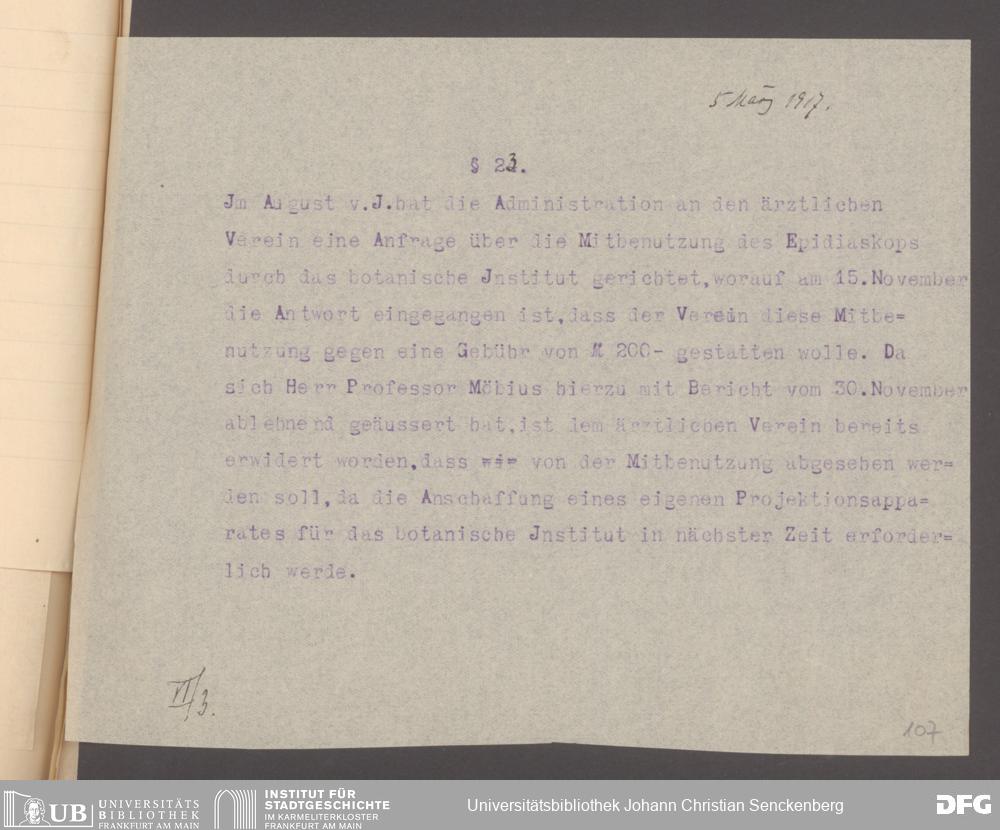 5 März 1917.
§ 23.
Jm August v.J.hat die Administration an den ärztlichen
Verein eine Anfrage über die Mitbenutzung des Epidiaskops
durch das botanische Jnstitut gerichtet,worauf am 15.November
die Antwort eingegangen ist,dass der Verein diese Mitbe=
nutzung gegen eine Gebühr von M 200- gestatten wolle. Da
sich Herr Professor Möbius hierzu mit Bericht vom 30.November
ablehnend geäussert hat,ist dem ärztlichen Verein bereits
erwidert worden,dass wir von der Mitbenutzung abgesehen wer=
den soll,da die Anschaffung eines eigenen Projektionsappa=
rates für das botanische Jnstitut in nächster Zeit erforder=
lich werde.
VI/3.
107
UB UNIVERSITÄTS
BIBLIOTHEK
FRANKFURT AM MAIN
INSTITUT FÜR
STADTGESCHICHTE
IM KARMELITERKLOSTER
FRANKFURT AM MAIN
Universitätsbibliothek Johann Christian Senckenberg
DFG